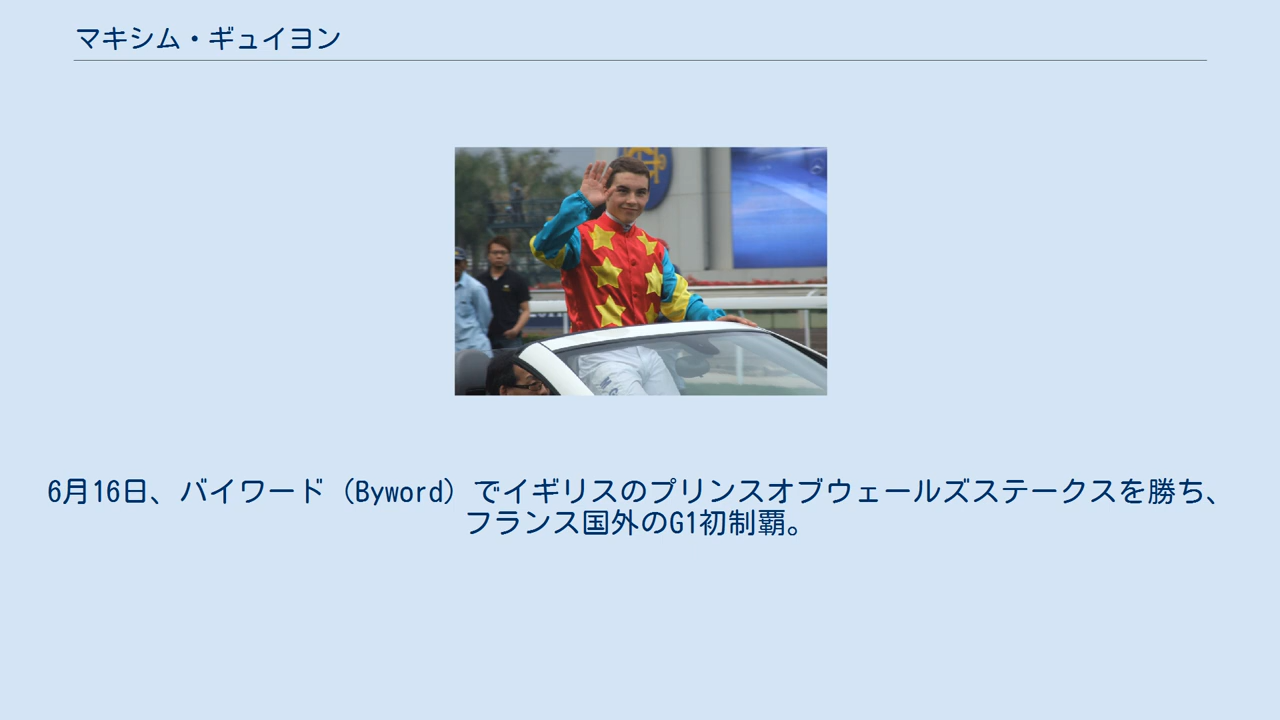 マキシム・ギュイヨン
6月16日、バイワード（Byword）でイギリスのプリンスオブウェールズステークスを勝ち、
フランス国外のG1初制覇。